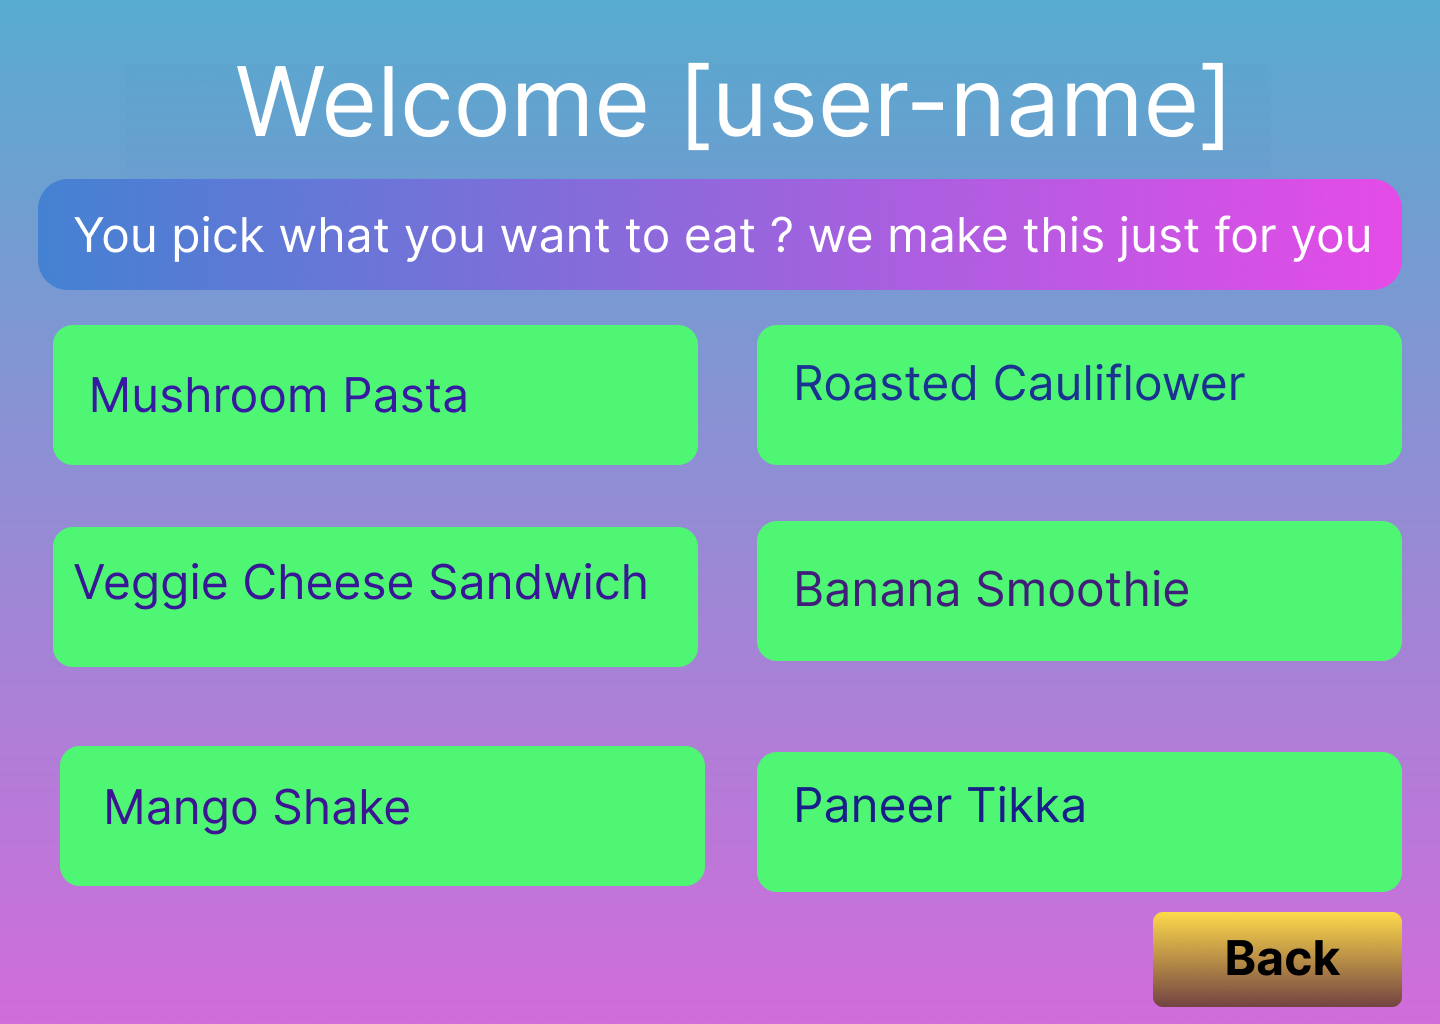 Welcome [user-name]
You pick what you want to eat ? we make this just for you
Mushroom Pasta
Roasted Cauliflower
Veggie Cheese Sandwich
Banana Smoothie
Mango Shake
Paneer Tikka
Back